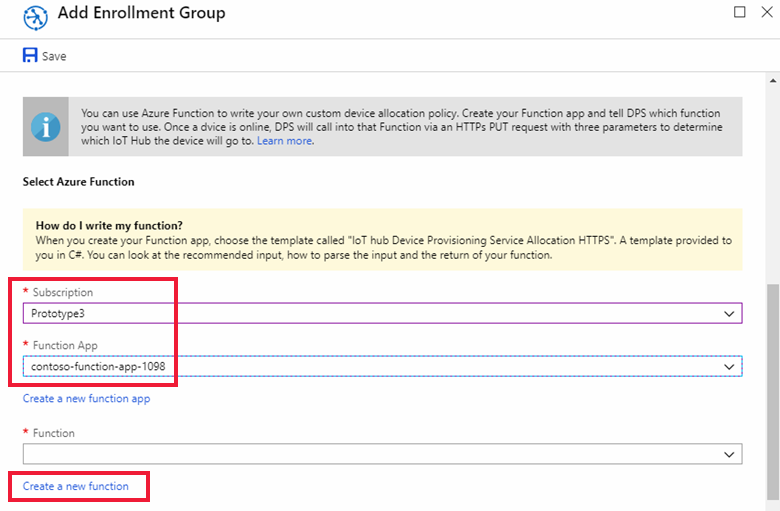 Add Enrollment Group
Save
You can use Azure Function to write your own custom device allocation policy. Create your Function app and tell DPS which function
you want to use. Once a dvice is online, DPS will call into that Function via an HTTPs PUT request with three parameters to determine
which IoT Hub the device will go to. Learn more.
Select Azure Function
How do I write my function?
When you create your Function app, choose the template called "IoT hub Device Provisioning Service Allocation HTTPS". A template provided to
you in C#. You can look at the recommended input, how to parse the input and the return of your function.
* Subscription
Prototype3
* Function App
contoso-function-app-1098
Create a new function app
* Function
Create a new function